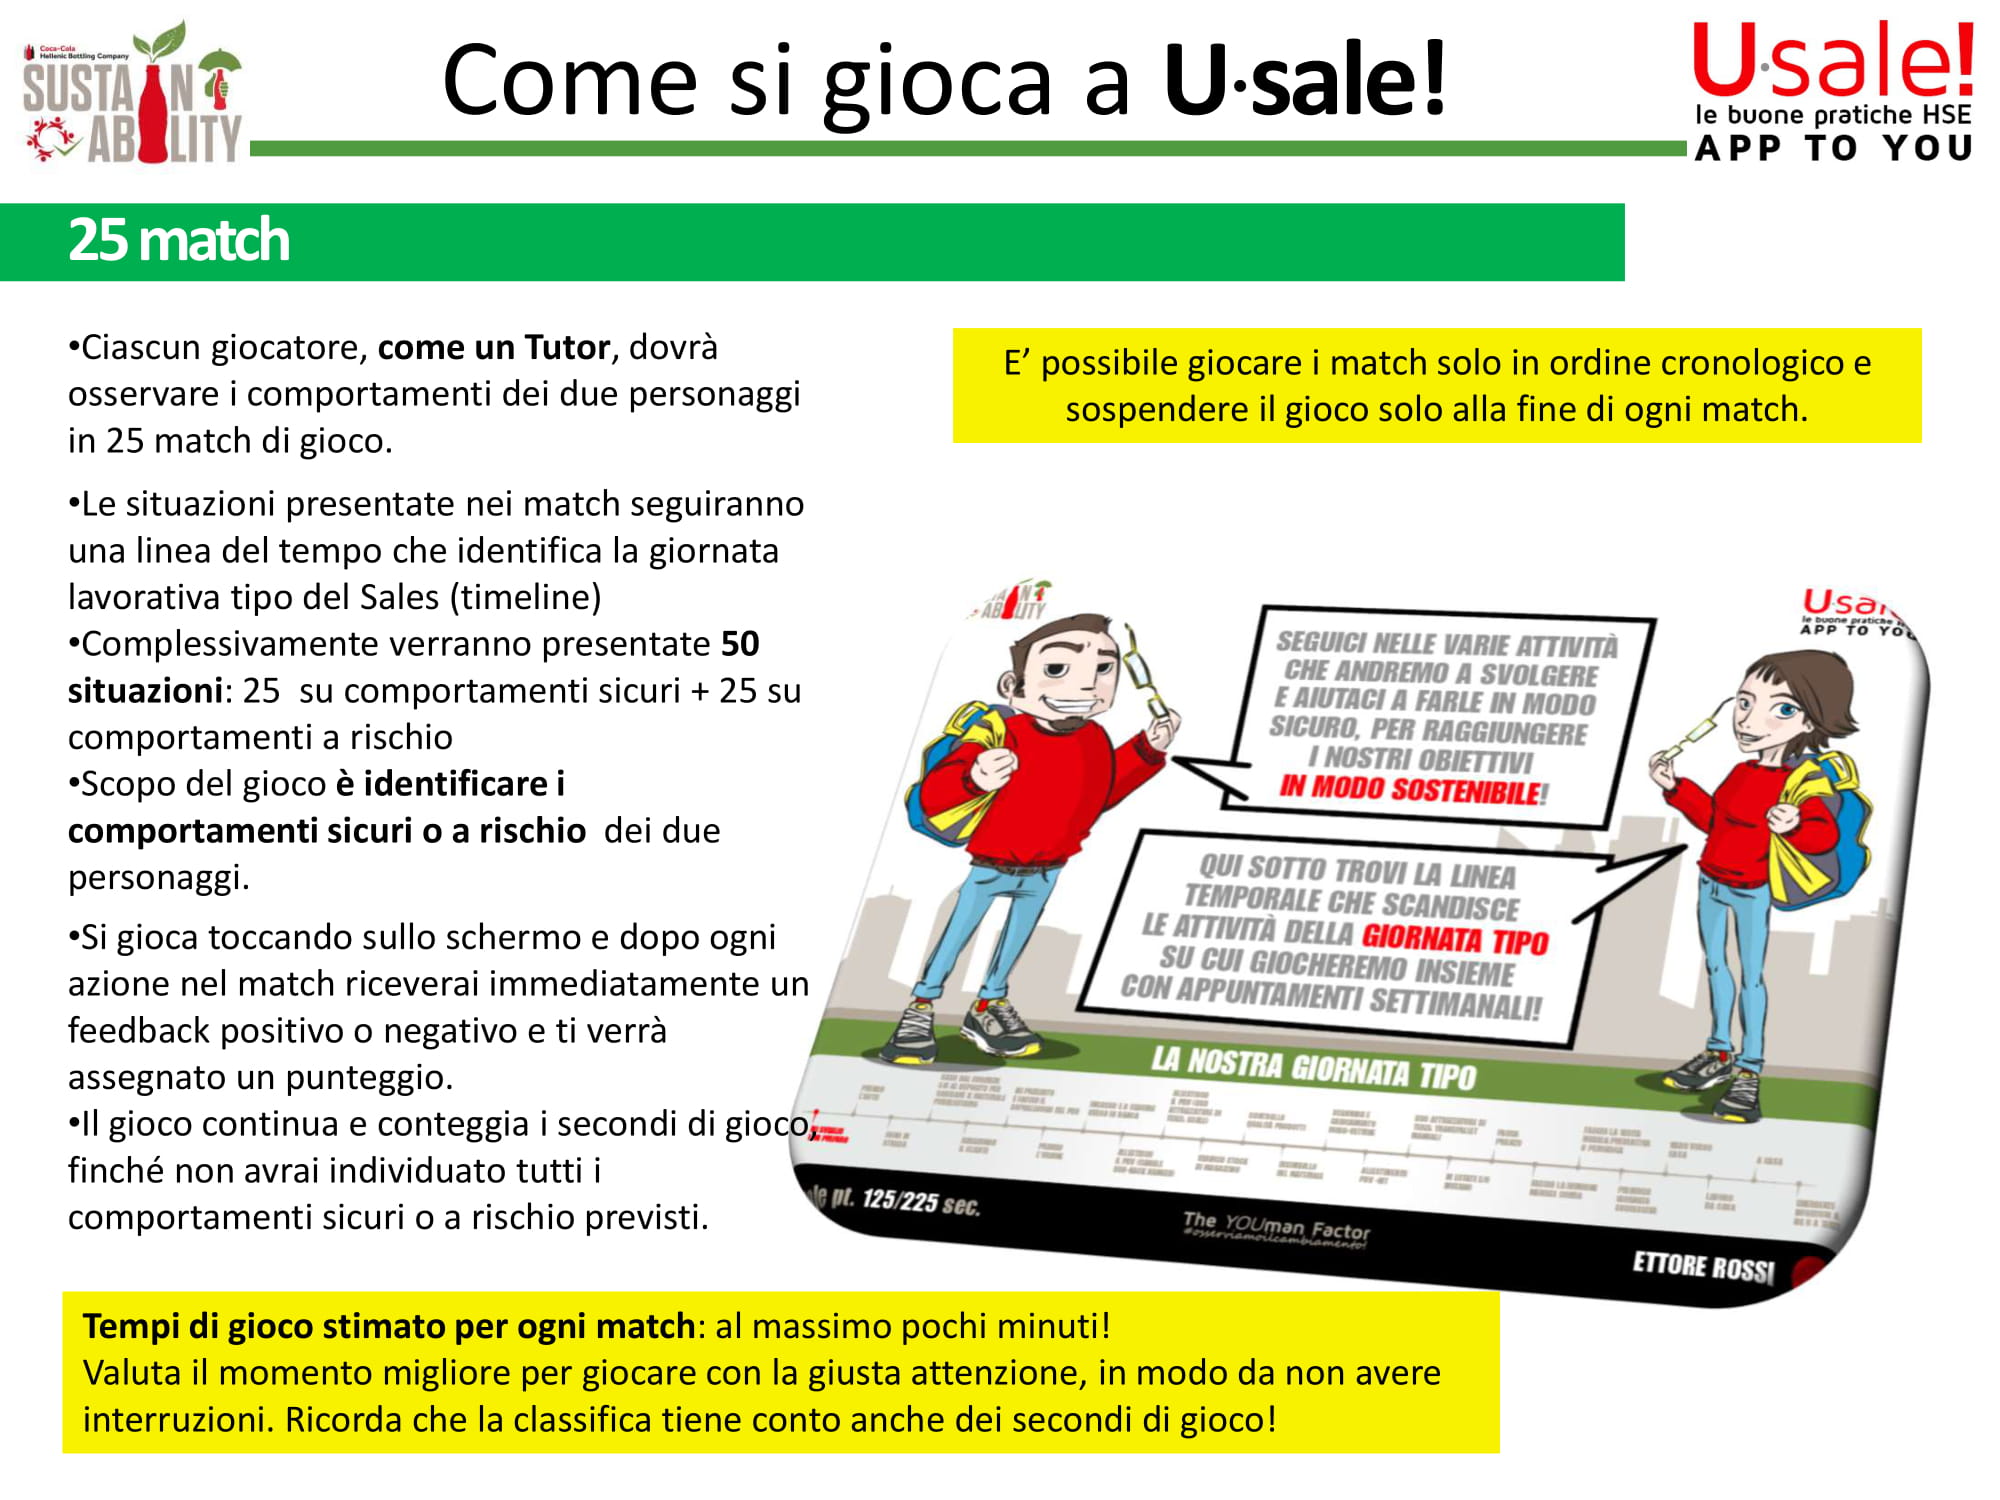 Coca-Cola
Hellenic Bottling Company
SUSTAIN
ABILITY
Come si gioca a U·sale!
U·sale!
le buone pratiche HSE
APP TO YOU
25 match
•Ciascun giocatore, come un Tutor, dovrà
osservare i comportamenti dei due personaggi
in 25 match di gioco.
•Le situazioni presentate nei match seguiranno
una linea del tempo che identifica la giornata
lavorativa tipo del Sales (timeline)
•Complessivamente verranno presentate 50
situazioni: 25 su comportamenti sicuri + 25 su
comportamenti a rischio
•Scopo del gioco è identificare i
comportamenti sicuri o a rischio dei due
personaggi.
•Si gioca toccando sullo schermo e dopo ogni
azione nel match riceverai immediatamente un
feedback positivo o negativo e ti verrà
assegnato un punteggio.
•Il gioco continua e conteggia i secondi di gioco,
finché non avrai individuato tutti i
comportamenti sicuri o a rischio previsti.
E’ possibile giocare i match solo in ordine cronologico e
sospendere il gioco solo alla fine di ogni match.
ABILITY
U·sal
le buone pratiche
APP TO YO
SEGUICI NELLE VARIE ATTIVITÀ
CHE ANDREMO A SVOLGERE
E AIUTACI A FARLE IN MODO
SICURO, PER RAGGIUNGERE
I NOSTRI OBIETTIVI
IN MODO SOSTENIBILE!
QUI SOTTO TROVI LA LINEA
TEMPORALE CHE SCANDISCE
LE ATTIVITÀ DELLA GIORNATA TIPO
SU CUI GIOCHEREMO INSIEME
CON APPUNTAMENTI SETTIMANALI!
LA NOSTRA GIORNATA TIPO
le pt. 125/225 sec.
The YOUman Factor
#osserviamoilcambiamento!
ETTORE ROSSI
Tempi di gioco stimato per ogni match: al massimo pochi minuti!
Valuta il momento migliore per giocare con la giusta attenzione, in modo da non avere
interruzioni. Ricorda che la classifica tiene conto anche dei secondi di gioco!